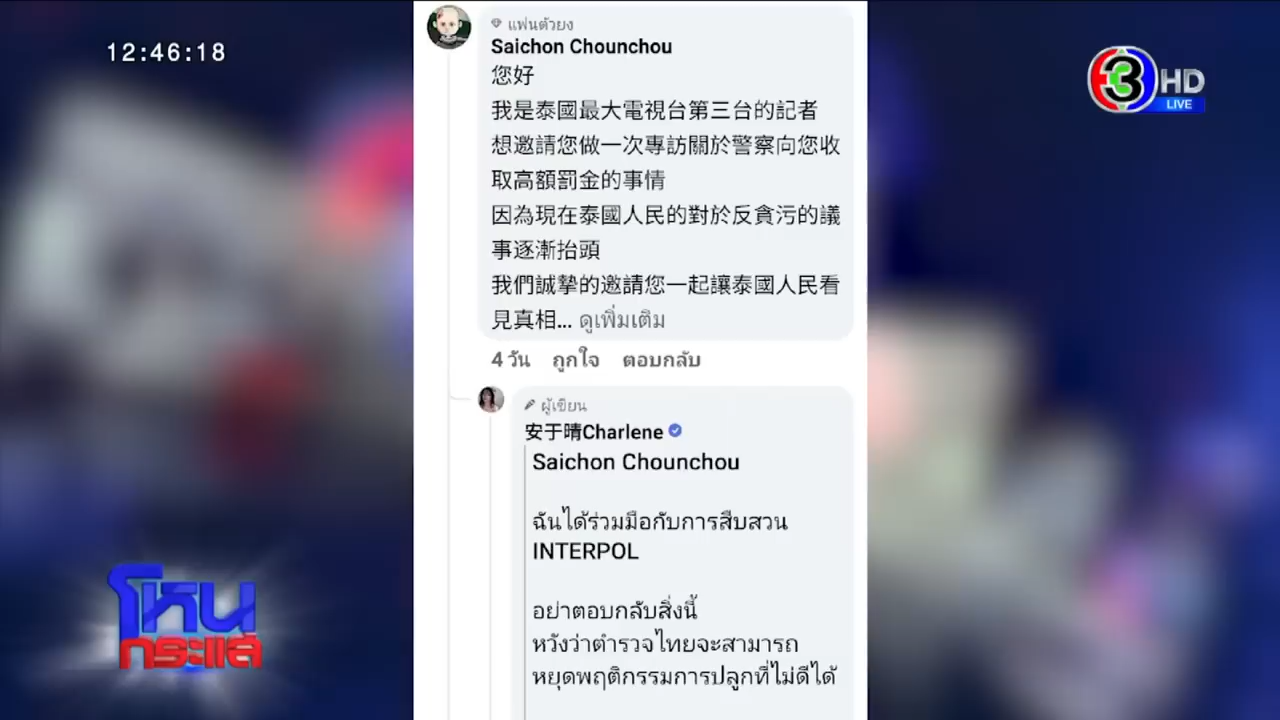 12:46:18
3 HD
LIVE
แฟนตัวยง
Saichon Chounchou
您好
我是泰國最大電視台第三台的記者
想邀請您做一次專訪關於警察向您收
取高額罰金的事情
因為現在泰國人民的對於反貪污的議
事逐漸抬頭
我們誠摯的邀請您一起讓泰國人民看
見真相... ดูเพิ่มเติม
4 วัน ถูกใจ ตอบกลับ
ผู้เขียน
安于晴Charlene
Saichon Chounchou
ฉันได้ร่วมมือกับการสืบสวน
INTERPOL
อย่าตอบกลับสิ่งนี้
หวังว่าตำรวจไทยจะสามารถ
หยุดพฤติกรรมการปลูกที่ไม่ดีได้
โหนกระแส